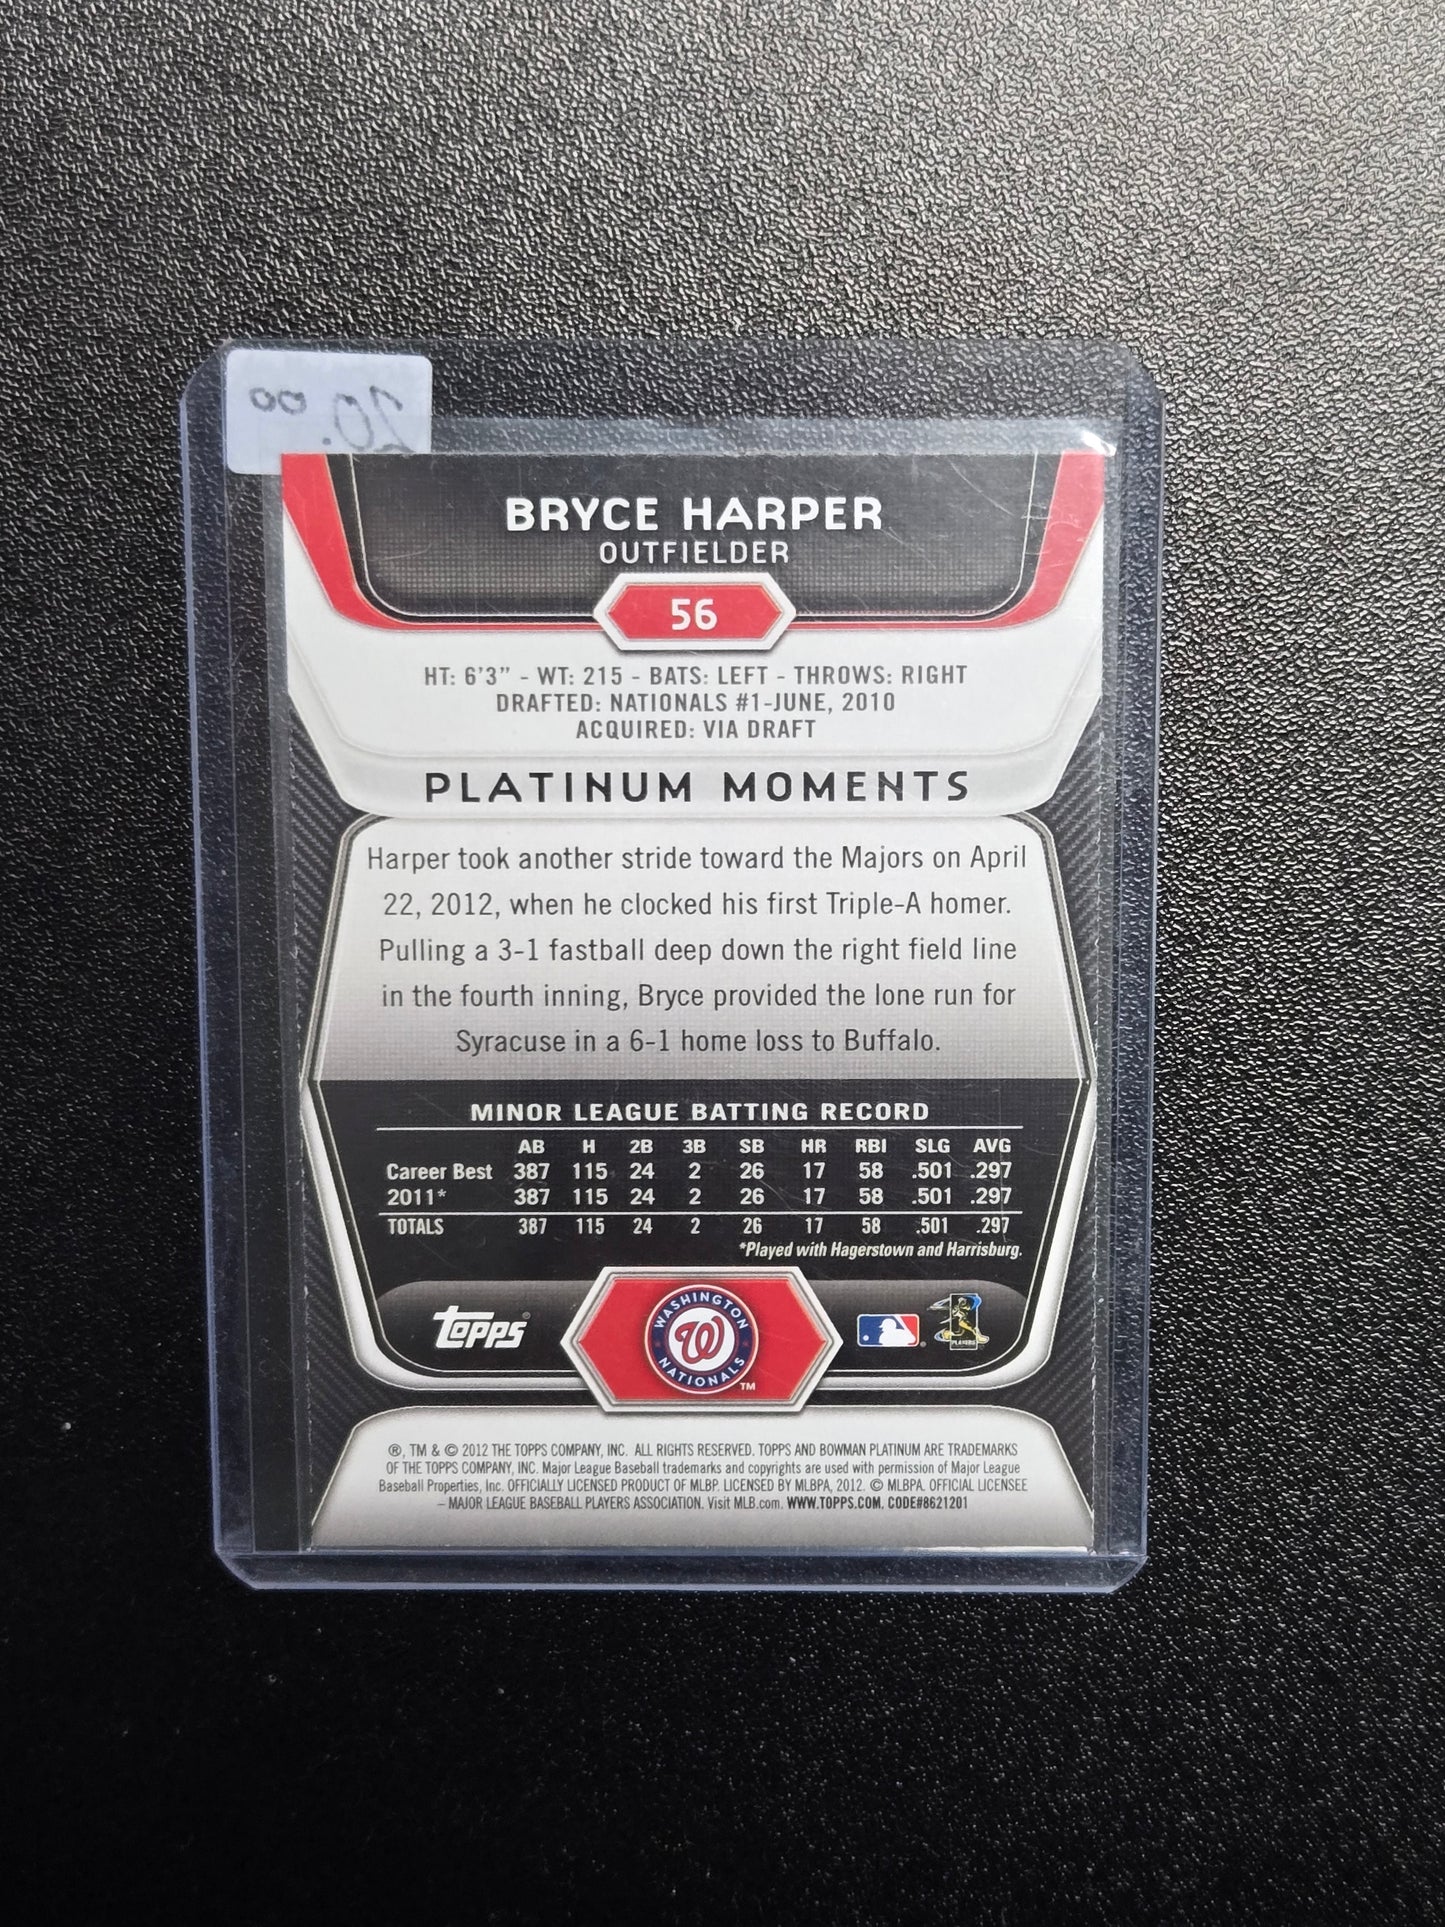 20.00
BRYCE HARPER
OUTFIELDER
56
HT: 6'3" - WT: 215 - BATS: LEFT - THROWS: RIGHT
DRAFTED: NATIONALS #1-JUNE, 2010
ACQUIRED: VIA DRAFT
PLATINUM MOMENTS
Harper took another stride toward the Majors on April
22, 2012, when he clocked his first Triple-A homer.
Pulling a 3-1 fastball deep down the right field line
in the fourth inning, Bryce provided the lone run for
Syracuse in a 6-1 home loss to Buffalo.
MINOR LEAGUE BATTING RECORD
AB H 2B 3B SB HR RBI SLG AVG
Career Best 387 115 24 2 26 17 58 .501 .297
2011* 387 115 24 2 26 17 58 .501 .297
TOTALS 387 115 24 2 26 17 58 .501 .297
*Played with Hagerstown and Harrisburg.
Topps®
WASHINGTON
W
NATIONALS
TM
®
PLAYERS
®, TM & © 2012 THE TOPPS COMPANY, INC. ALL RIGHTS RESERVED. TOPPS AND BOWMAN PLATINUM ARE TRADEMARKS
OF THE TOPPS COMPANY, INC. Major League Baseball trademarks and copyrights are used with permission of Major League
Baseball Properties, Inc. OFFICIALLY LICENSED PRODUCT OF MLBP. LICENSED BY MLBPA, 2012. © MLBPA. OFFICIAL LICENSEE
– MAJOR LEAGUE BASEBALL PLAYERS ASSOCIATION. Visit MLB.com. WWW.TOPPS.COM. CODE#8621201